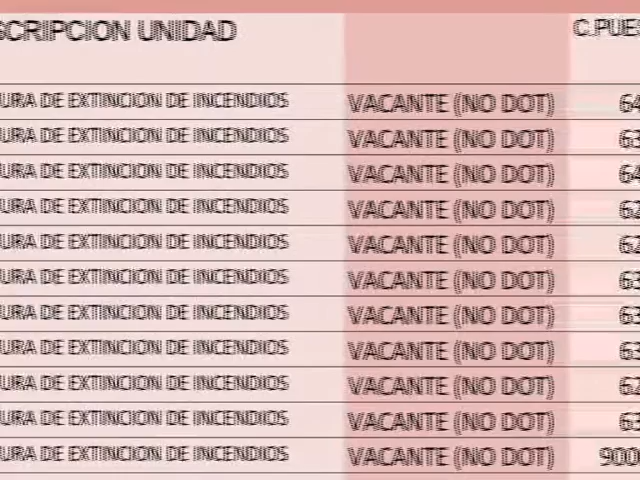 SCRIPCION UNIDAD C.PUES
URA DE EXTINCION DE INCENDIOS VACANTE (NO DOT) 64
URA DE EXTINCION DE INCENDIOS VACANTE (NO DOT) 63
URA DE EXTINCION DE INCENDIOS VACANTE (NO DOT) 64
URA DE EXTINCION DE INCENDIOS VACANTE (NO DOT) 62
URA DE EXTINCION DE INCENDIOS VACANTE (NO DOT) 62
URA DE EXTINCION DE INCENDIOS VACANTE (NO DOT) 63
URA DE EXTINCION DE INCENDIOS VACANTE (NO DOT) 63
URA DE EXTINCION DE INCENDIOS VACANTE (NO DOT) 63
URA DE EXTINCION DE INCENDIOS VACANTE (NO DOT) 62
URA DE EXTINCION DE INCENDIOS VACANTE (NO DOT) 63
URA DE EXTINCION DE INCENDIOS VACANTE (NO DOT) 900